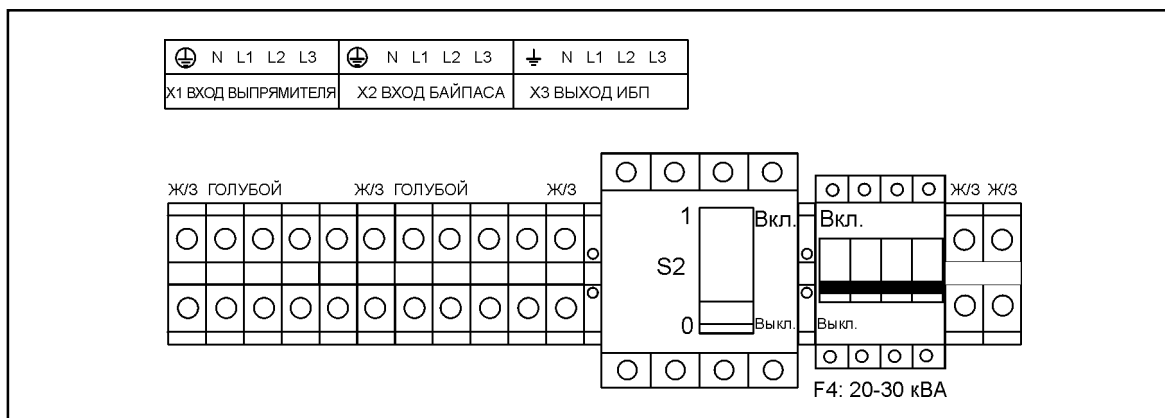 N L1 L2 L3 N L1 L2 L3 N L1 L2 L3
X1 ВХОД ВЫПРЯМИТЕЛЯ X2 ВХОД БАЙПАСА X3 ВЫХОД ИБП
Ж/З ГОЛУБОЙ Ж/З ГОЛУБОЙ Ж/З Ж/З Ж/З
1 Вкл. Вкл.
S2
0 Выкл. Выкл.
F4: 20-30 кВА